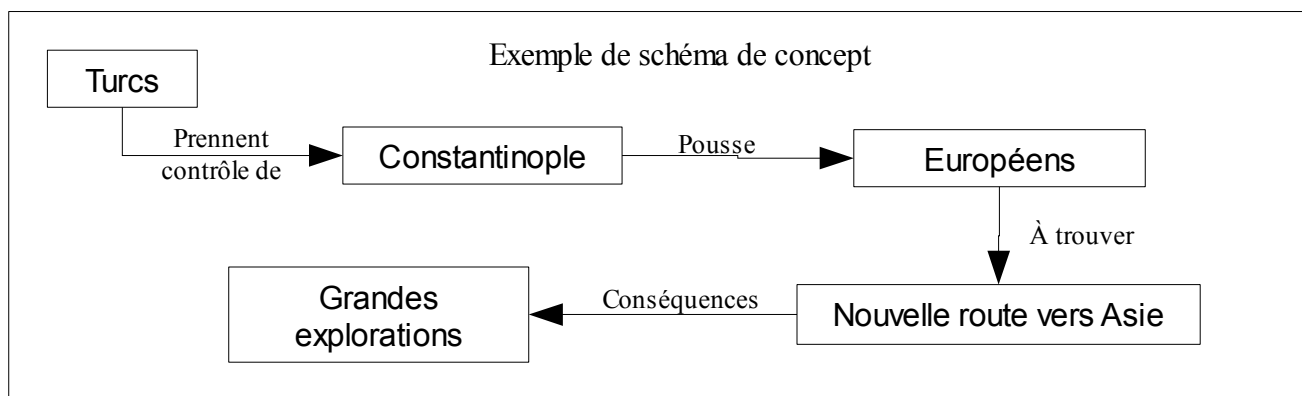 Exemple de schéma de concept
Turcs
Prennent
contrôle de
Constantinople
Pousse
Européens
À trouver
Nouvelle route vers Asie
Conséquences
Grandes
explorations